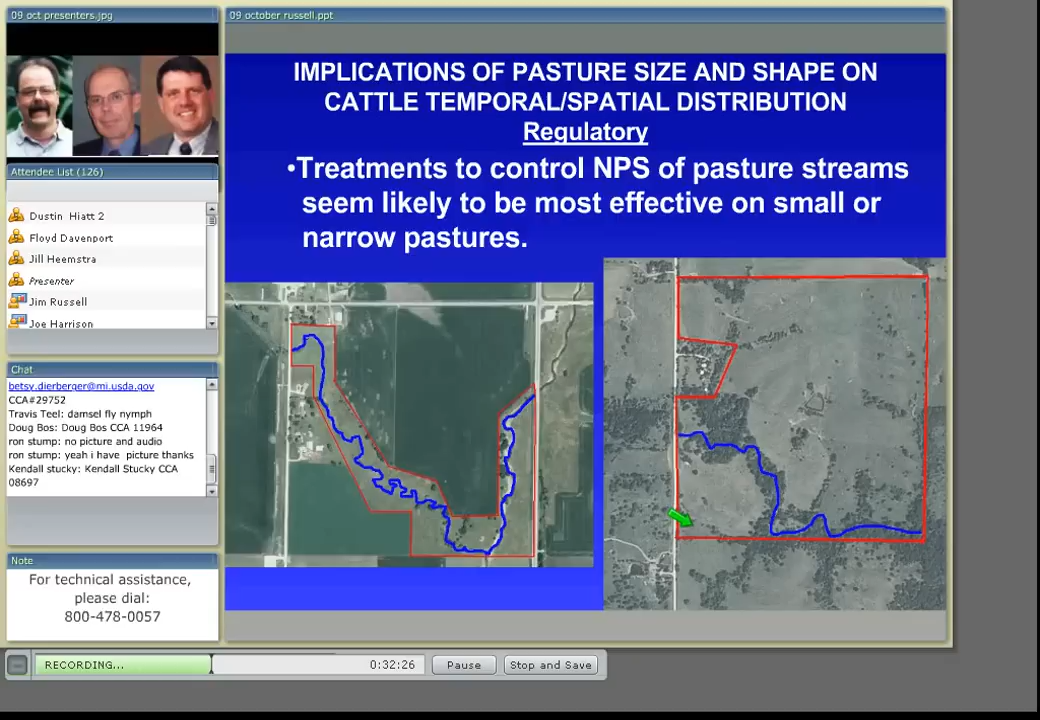 09 oct presenters.jpg
09 october russell.ppt
Attendee List (126)
Dustin Hiatt 2
Floyd Davenport
Jill Heemstra
Presenter
Jim Russell
Joe Harrison
Chat
betsy.dierberger@mi.usda.gov
CCA#29752
Travis Teel: damsel fly nymph
Doug Bos: Doug Bos CCA 11964
ron stump: no picture and audio
ron stump: yeah i have picture thanks
Kendall stucky: Kendall Stucky CCA
08697
Note
For technical assistance,
please dial:
800-478-0057
IMPLICATIONS OF PASTURE SIZE AND SHAPE ON
CATTLE TEMPORAL/SPATIAL DISTRIBUTION
Regulatory
•Treatments to control NPS of pasture streams
seem likely to be most effective on small or
narrow pastures.
RECORDING...
0:32:26
Pause
Stop and Save